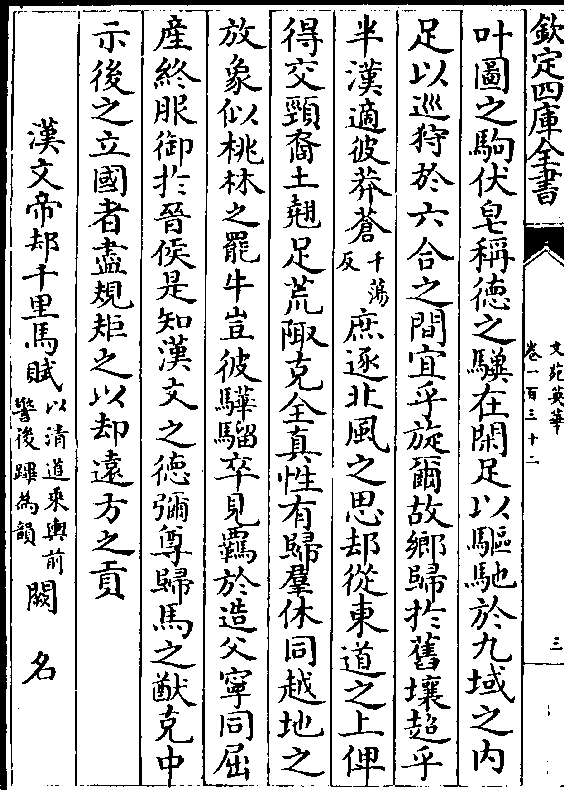 欽定四庫全書
文苑英華
卷一百三十二
三
叶圖之駒伏皂稱德之驥在閑足以驅馳於九域之内
足以巡狩於六合之間宜乎旋爾故鄉歸扵舊壤超乎
半漢適彼莽蒼千蕩反庶逐北風之思却從東道之上俾
得交頸裔土翹足荒陬克全真性有歸羣休同越地之
放象似桃林之罷牛豈彼驊騮卒見羈於造父寧同屈
産終服御扵晉侯是知漢文之德彌尊歸馬之猷克中
示後之立國者盡規矩之以却遠方之貢
漢文帝却千里馬賦以清道乘輿前警後蹕為韻 闕名